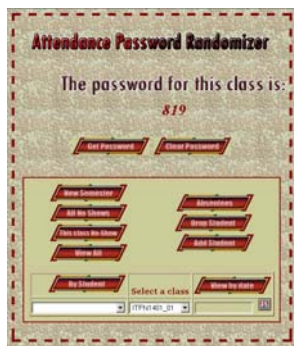 Attendance Password Randomizer
The password for this class is:
819
Get Password
Clear Password
New Semester
All No Shows
This class No Show
View All
Absentees
Drop Student
Add Student
By Student
Select a class
View by date